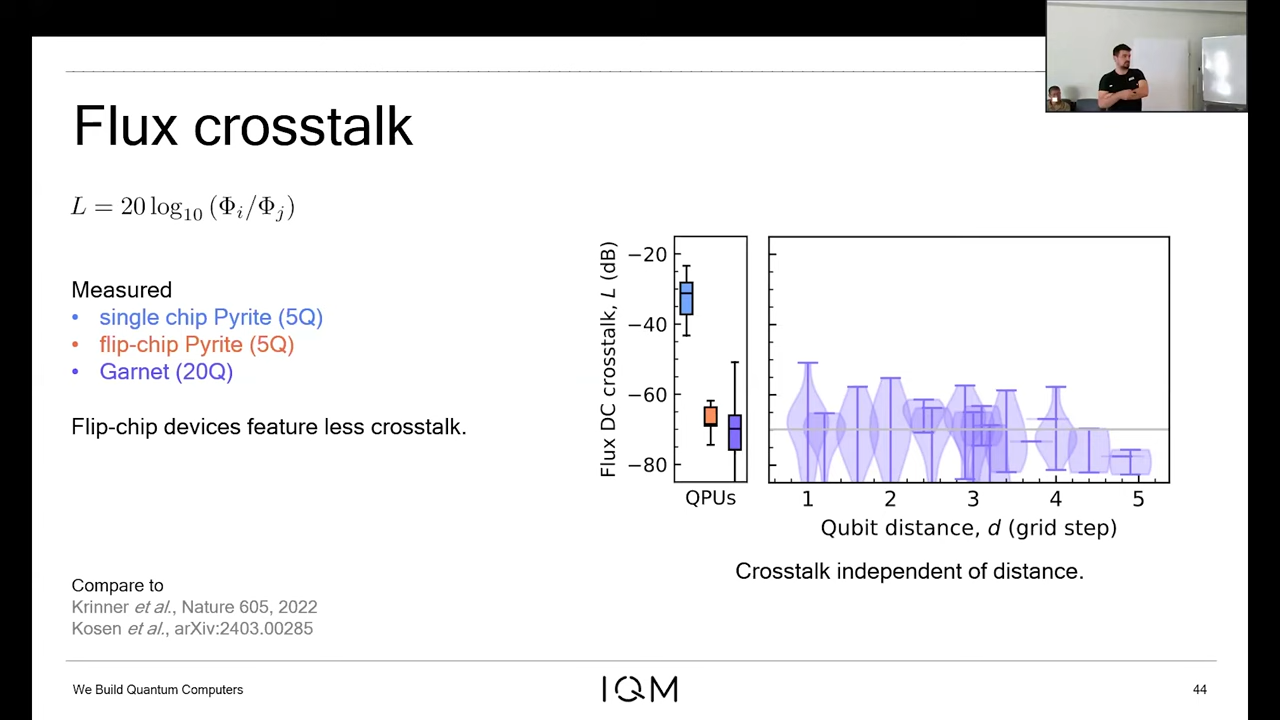 Flux crosstalk
L = 20 log₁₀ (Φᵢ/Φⱼ)
Measured
• single chip Pyrite (5Q)
• flip-chip Pyrite (5Q)
• Garnet (20Q)
Flip-chip devices feature less crosstalk.
Flux DC crosstalk, L (dB)
−20
−40
−60
−80
QPUs
1 2 3 4 5
Qubit distance, d (grid step)
Crosstalk independent of distance.
Compare to
Krinner et al., Nature 605, 2022
Kosen et al., arXiv:2403.00285
We Build Quantum Computers
IQM
44